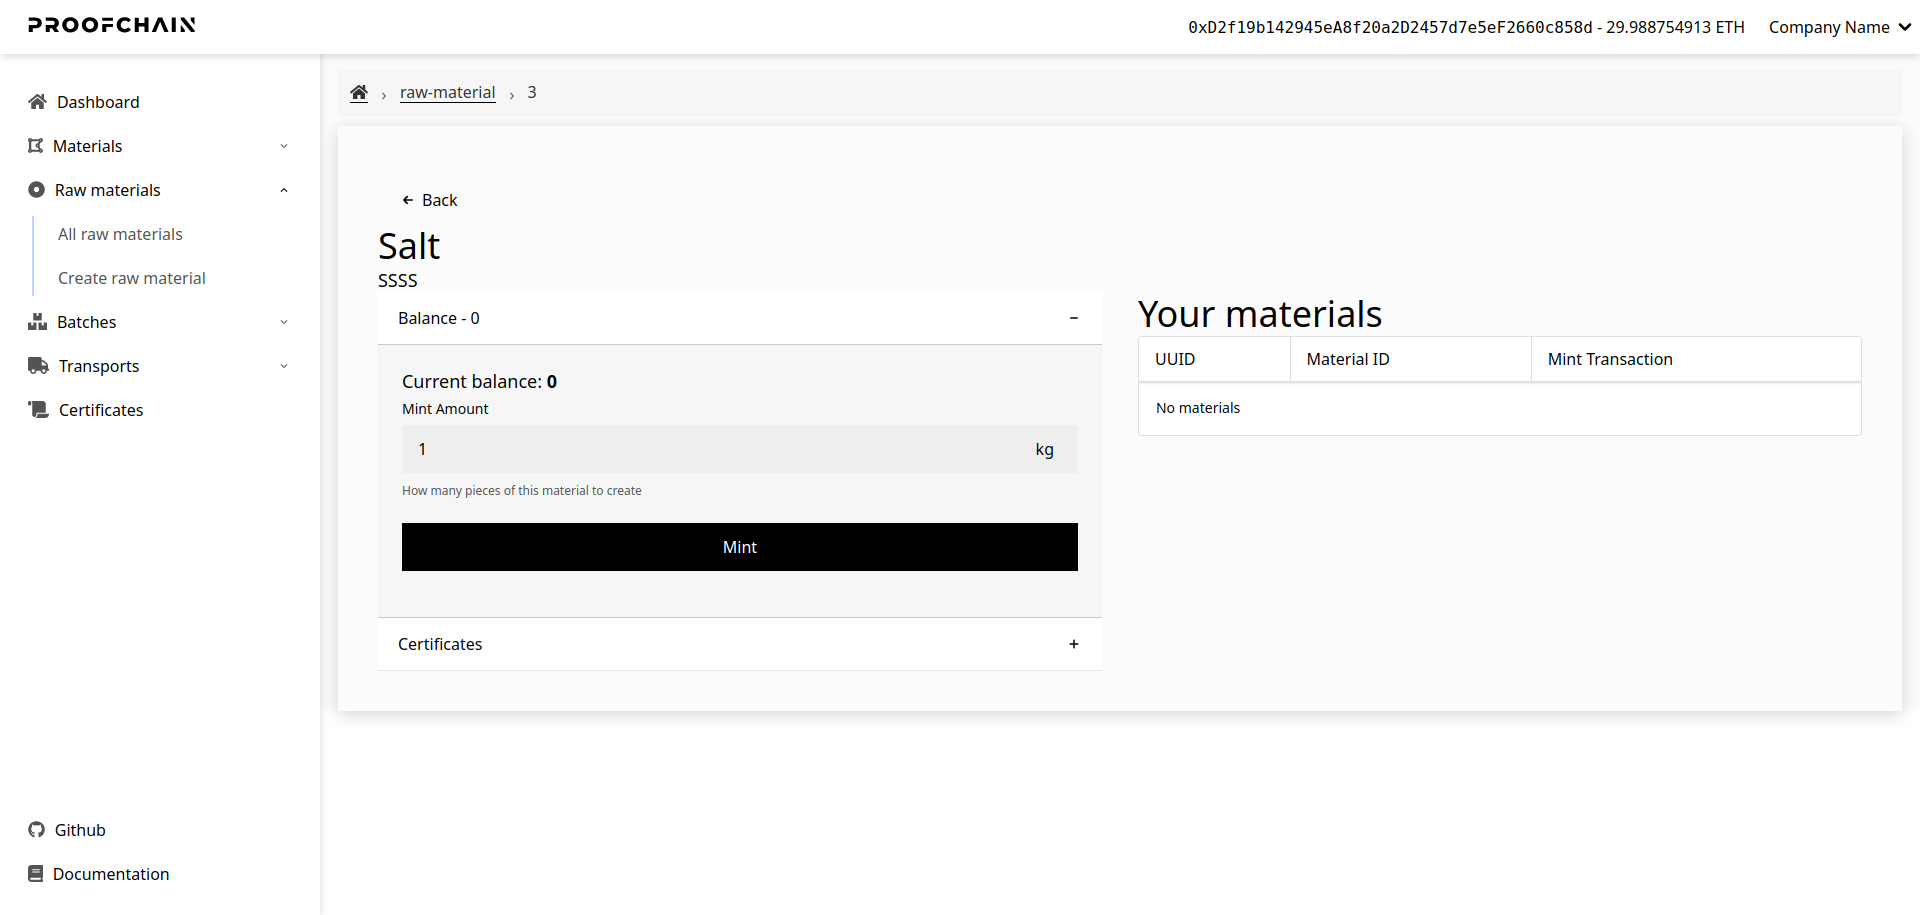 PROOFCHAIN
0xD2f19b142945eA8f20a2D2457d7e5eF2660c858d - 29.988754913 ETH
Company Name
Dashboard
Materials
Raw materials
All raw materials
Create raw material
Batches
Transports
Certificates
Github
Documentation
raw-material
3
Back
Salt
SSSS
Balance - 0
Current balance: 0
Mint Amount
1 kg
How many pieces of this material to create
Mint
Certificates
Your materials
UUID Material ID Mint Transaction
No materials